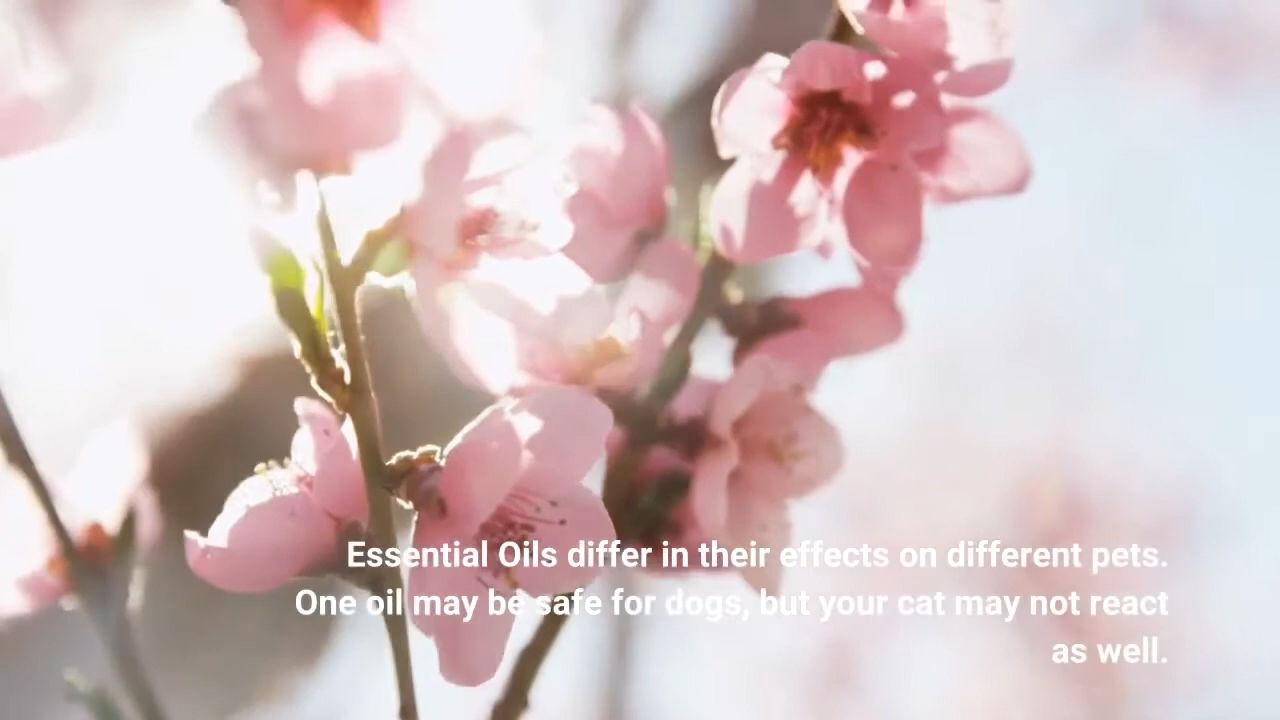 Essential Oils differ in their effects on different pets.
One oil may be safe for dogs, but your cat may not react
as well.